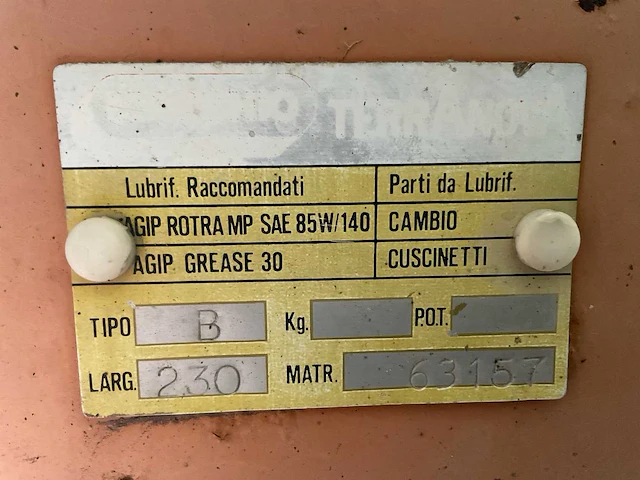 TERRANOVA
Lubrif. Raccomandati Parti da Lubrif.
AGIP ROTRA MP SAE 85W/140 CAMBIO
AGIP GREASE 30 CUSCINETTI
TIPO B Kg. P.O.T.
LARG. 230 MATR. 63157